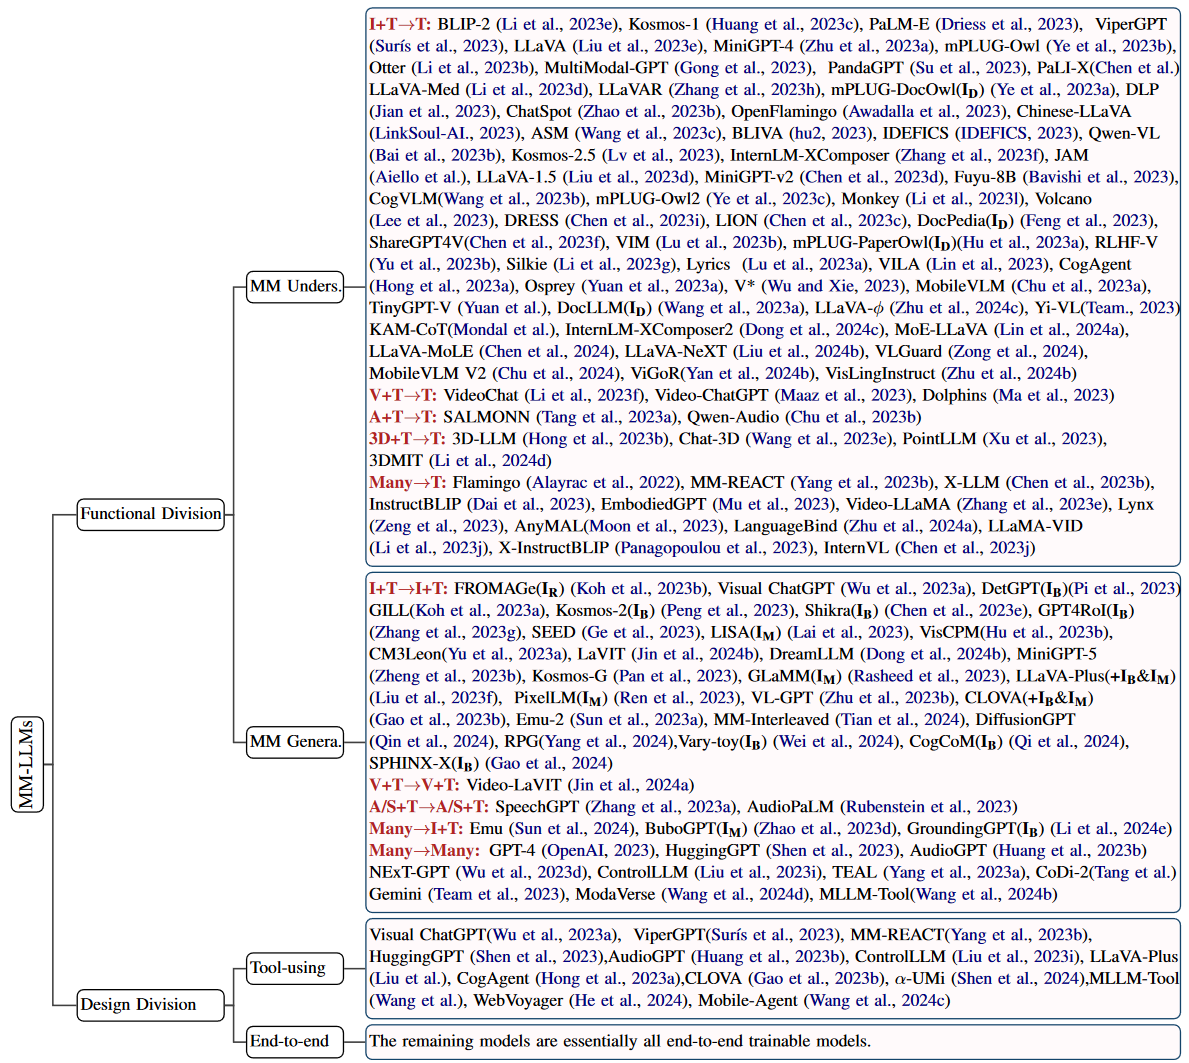 I+T→T: BLIP-2 (Li et al., 2023e), Kosmos-1 (Huang et al., 2023c), PaLM-E (Driess et al., 2023), ViperGPT
(Surís et al., 2023), LLaVA (Liu et al., 2023e), MiniGPT-4 (Zhu et al., 2023a), mPLUG-Owl (Ye et al., 2023b),
Otter (Li et al., 2023b), MultiModal-GPT (Gong et al., 2023), PandaGPT (Su et al., 2023), PaLI-X(Chen et al.)
LLaVA-Med (Li et al., 2023d), LLaVAR (Zhang et al., 2023h), mPLUG-DocOwl(I_D) (Ye et al., 2023a), DLP
(Jian et al., 2023), ChatSpot (Zhao et al., 2023b), OpenFlamingo (Awadalla et al., 2023), Chinese-LLaVA
(LinkSoul-AI., 2023), ASM (Wang et al., 2023c), BLIVA (hu2, 2023), IDEFICS (IDEFICS, 2023), Qwen-VL
(Bai et al., 2023b), Kosmos-2.5 (Lv et al., 2023), InternLM-XComposer (Zhang et al., 2023f), JAM
(Aiello et al.), LLaVA-1.5 (Liu et al., 2023d), MiniGPT-v2 (Chen et al., 2023d), Fuyu-8B (Bavishi et al., 2023),
CogVLM(Wang et al., 2023b), mPLUG-Owl2 (Ye et al., 2023c), Monkey (Li et al., 2023l), Volcano
(Lee et al., 2023), DRESS (Chen et al., 2023i), LION (Chen et al., 2023c), DocPedia(I_D) (Feng et al., 2023),
ShareGPT4V(Chen et al., 2023f), VIM (Lu et al., 2023b), mPLUG-PaperOwl(I_D)(Hu et al., 2023a), RLHF-V
(Yu et al., 2023b), Silkie (Li et al., 2023g), Lyrics (Lu et al., 2023a), VILA (Lin et al., 2023), CogAgent
(Hong et al., 2023a), Osprey (Yuan et al., 2023a), V* (Wu and Xie, 2023), MobileVLM (Chu et al., 2023a),
TinyGPT-V (Yuan et al.), DocLLM(I_D) (Wang et al., 2023a), LLaVA-ϕ (Zhu et al., 2024c), Yi-VL(Team., 2023)
KAM-CoT(Mondal et al.), InternLM-XComposer2 (Dong et al., 2024c), MoE-LLaVA (Lin et al., 2024a),
LLaVA-MoLE (Chen et al., 2024), LLaVA-NeXT (Liu et al., 2024b), VLGuard (Zong et al., 2024),
MobileVLM V2 (Chu et al., 2024), ViGoR(Yan et al., 2024b), VisLingInstruct (Zhu et al., 2024b)
V+T→T: VideoChat (Li et al., 2023f), Video-ChatGPT (Maaz et al., 2023), Dolphins (Ma et al., 2023)
A+T→T: SALMONN (Tang et al., 2023a), Qwen-Audio (Chu et al., 2023b)
3D+T→T: 3D-LLM (Hong et al., 2023b), Chat-3D (Wang et al., 2023e), PointLLM (Xu et al., 2023),
3DMIT (Li et al., 2024d)
Many→T: Flamingo (Alayrac et al., 2022), MM-REACT (Yang et al., 2023b), X-LLM (Chen et al., 2023b),
InstructBLIP (Dai et al., 2023), EmbodiedGPT (Mu et al., 2023), Video-LLaMA (Zhang et al., 2023e), Lynx
(Zeng et al., 2023), AnyMAL(Moon et al., 2023), LanguageBind (Zhu et al., 2024a), LLaMA-VID
(Li et al., 2023j), X-InstructBLIP (Panagopoulou et al., 2023), InternVL (Chen et al., 2023j)
MM Unders.
Functional Division
I+T→I+T: FROMAGe(I_R) (Koh et al., 2023b), Visual ChatGPT (Wu et al., 2023a), DetGPT(I_B)(Pi et al., 2023)
GILL(Koh et al., 2023a), Kosmos-2(I_B) (Peng et al., 2023), Shikra(I_B) (Chen et al., 2023e), GPT4RoI(I_B)
(Zhang et al., 2023g), SEED (Ge et al., 2023), LISA(I_M) (Lai et al., 2023), VisCPM(Hu et al., 2023b),
CM3Leon(Yu et al., 2023a), LaVIT (Jin et al., 2024b), DreamLLM (Dong et al., 2024b), MiniGPT-5
(Zheng et al., 2023b), Kosmos-G (Pan et al., 2023), GLaMM(I_M) (Rasheed et al., 2023), LLaVA-Plus(+I_B&I_M)
(Liu et al., 2023f), PixelLM(I_M) (Ren et al., 2023), VL-GPT (Zhu et al., 2023b), CLOVA(+I_B&I_M)
(Gao et al., 2023b), Emu-2 (Sun et al., 2023a), MM-Interleaved (Tian et al., 2024), DiffusionGPT
(Qin et al., 2024), RPG(Yang et al., 2024),Vary-toy(I_B) (Wei et al., 2024), CogCoM(I_B) (Qi et al., 2024),
SPHINX-X(I_B) (Gao et al., 2024)
V+T→V+T: Video-LaVIT (Jin et al., 2024a)
A/S+T→A/S+T: SpeechGPT (Zhang et al., 2023a), AudioPaLM (Rubenstein et al., 2023)
Many→I+T: Emu (Sun et al., 2024), BuboGPT(I_M) (Zhao et al., 2023d), GroundingGPT(I_B) (Li et al., 2024e)
Many→Many: GPT-4 (OpenAI, 2023), HuggingGPT (Shen et al., 2023), AudioGPT (Huang et al., 2023b)
NExT-GPT (Wu et al., 2023d), ControlLLM (Liu et al., 2023i), TEAL (Yang et al., 2023a), CoDi-2(Tang et al.)
Gemini (Team et al., 2023), ModaVerse (Wang et al., 2024d), MLLM-Tool(Wang et al., 2024b)
MM Genera.
MM-LLMs
Visual ChatGPT(Wu et al., 2023a), ViperGPT(Surís et al., 2023), MM-REACT(Yang et al., 2023b),
HuggingGPT (Shen et al., 2023),AudioGPT (Huang et al., 2023b), ControlLLM (Liu et al., 2023i), LLaVA-Plus
(Liu et al.), CogAgent (Hong et al., 2023a),CLOVA (Gao et al., 2023b), α-UMi (Shen et al., 2024),MLLM-Tool
(Wang et al.), WebVoyager (He et al., 2024), Mobile-Agent (Wang et al., 2024c)
Tool-using
Design Division
End-to-end
The remaining models are essentially all end-to-end trainable models.